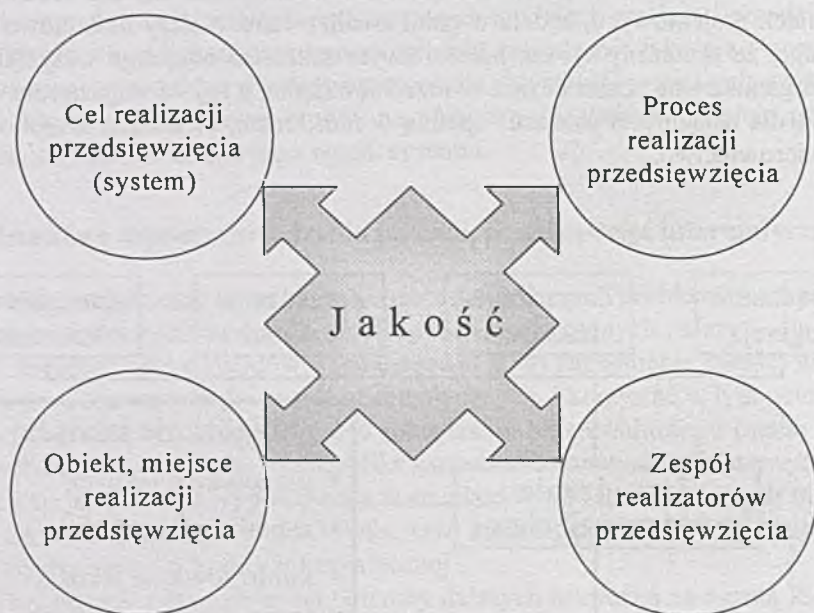 Cel realizacji
przedsięwzięcia
(system)
Proces
realizacji
przedsięwzięcia
Jakość
Obiekt, miejsce
realizacji
przedsięwzięcia
Zespół
realizatorów
przedsięwzięcia